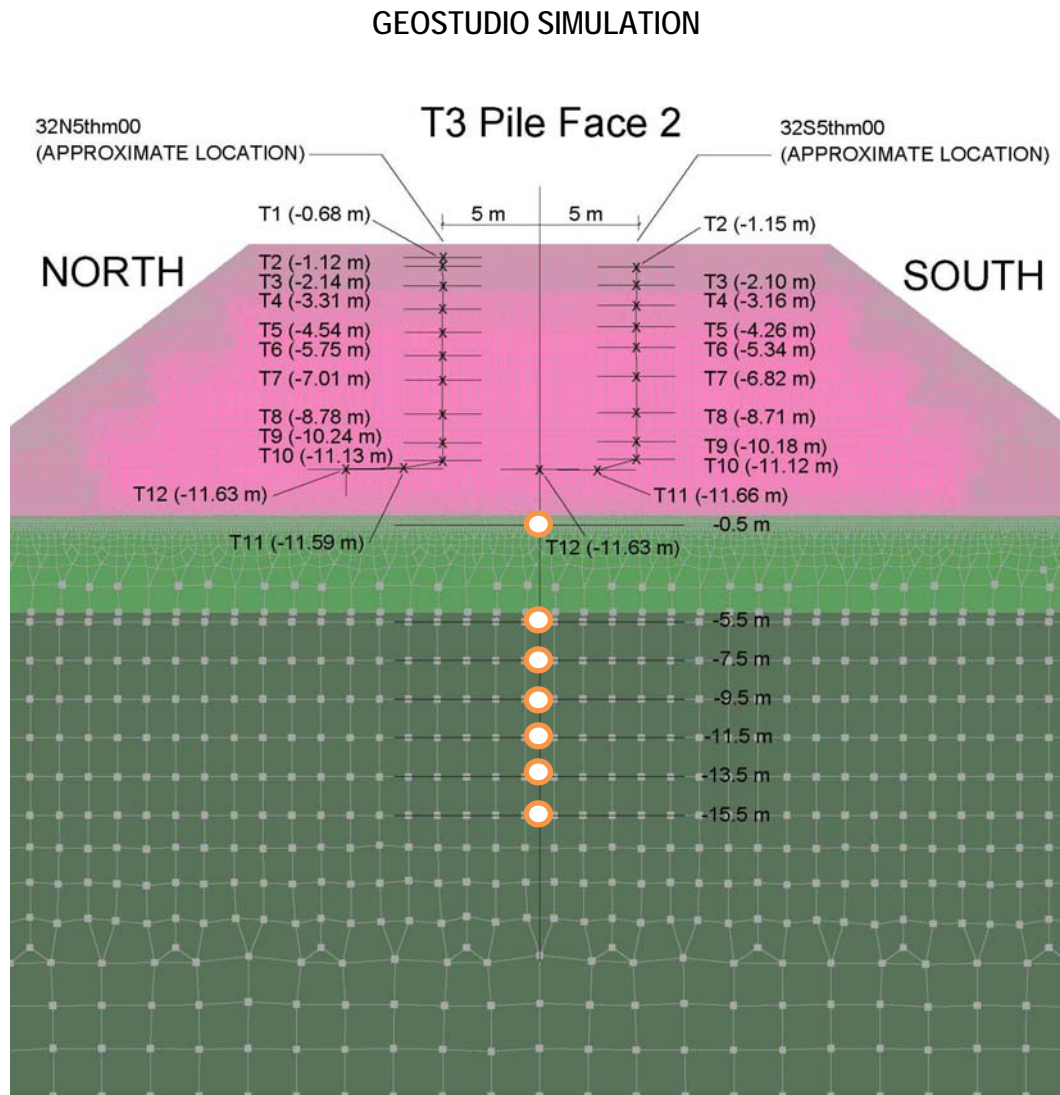 GEOSTUDIO SIMULATION
T3 Pile Face 2
32N5thm00
(APPROXIMATE LOCATION)
32S5thm00
(APPROXIMATE LOCATION)
5 m
5 m
NORTH
SOUTH
T1 (-0.68 m)
T2 (-1.12 m)
T3 (-2.14 m)
T4 (-3.31 m)
T5 (-4.54 m)
T6 (-5.75 m)
T7 (-7.01 m)
T8 (-8.78 m)
T9 (-10.24 m)
T10 (-11.13 m)
T12 (-11.63 m)
T11 (-11.59 m)
T2 (-1.15 m)
T3 (-2.10 m)
T4 (-3.16 m)
T5 (-4.26 m)
T6 (-5.34 m)
T7 (-6.82 m)
T8 (-8.71 m)
T9 (-10.18 m)
T10 (-11.12 m)
T11 (-11.66 m)
T12 (-11.63 m)
-0.5 m
-5.5 m
-7.5 m
-9.5 m
-11.5 m
-13.5 m
-15.5 m